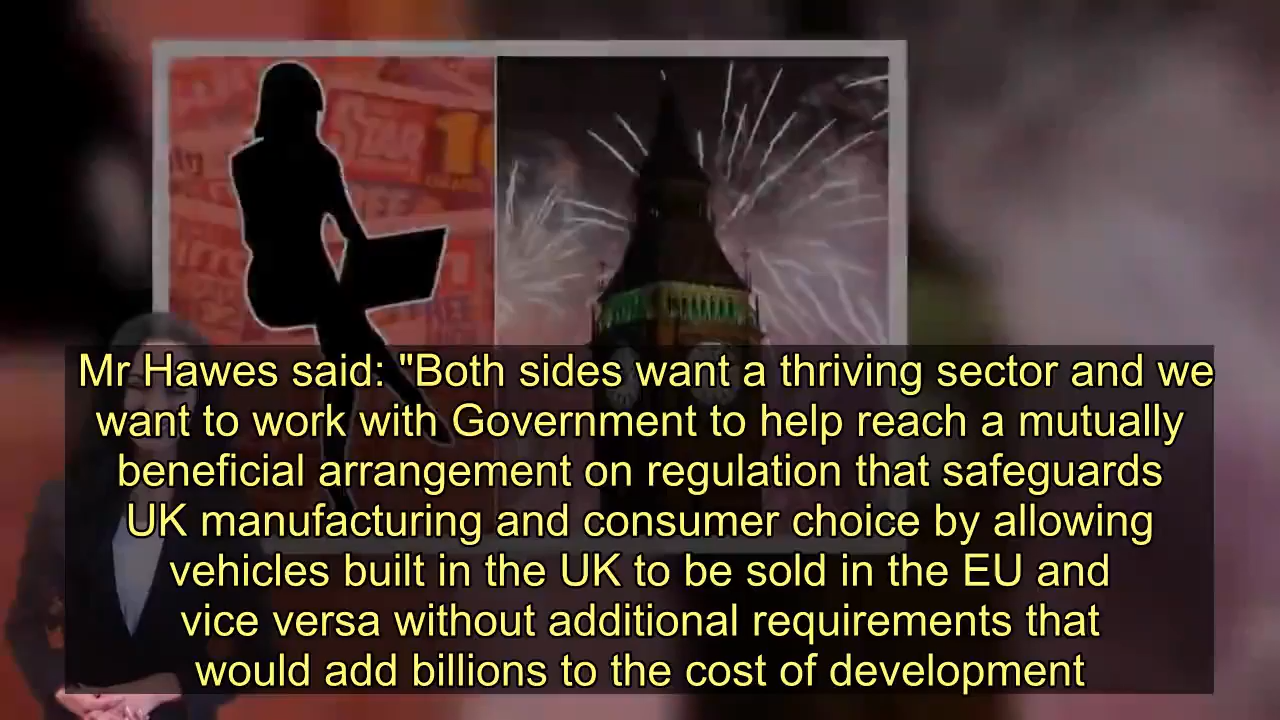 STAR
1
Mr Hawes said: "Both sides want a thriving sector and we
want to work with Government to help reach a mutually
beneficial arrangement on regulation that safeguards
UK manufacturing and consumer choice by allowing
vehicles built in the UK to be sold in the EU and
vice versa without additional requirements that
would add billions to the cost of development